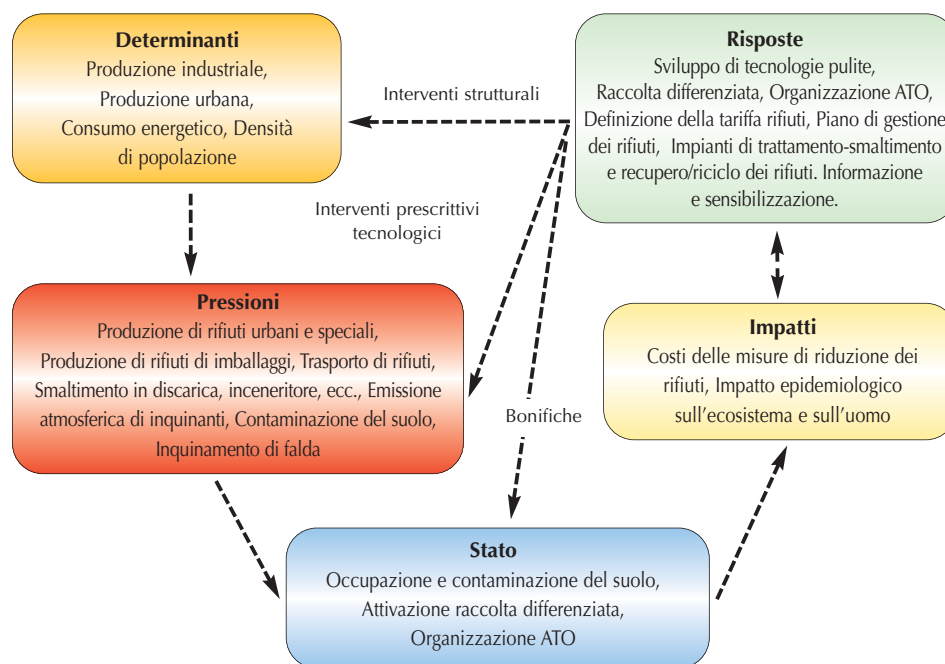 Determinanti
Produzione industriale,
Produzione urbana,
Consumo energetico, Densità
di popolazione
Interventi strutturali
Risposte
Sviluppo di tecnologie pulite,
Raccolta differenziata, Organizzazione ATO,
Definizione della tariffa rifiuti, Piano di gestione
dei rifiuti, Impianti di trattamento-smaltimento
e recupero/riciclo dei rifiuti. Informazione
e sensibilizzazione.
Interventi prescrittivi
tecnologici
Pressioni
Produzione di rifiuti urbani e speciali,
Produzione di rifiuti di imballaggi, Trasporto di rifiuti,
Smaltimento in discarica, inceneritore, ecc., Emissione
atmosferica di inquinanti, Contaminazione del suolo,
Inquinamento di falda
Impatti
Costi delle misure di riduzione dei
rifiuti, Impatto epidemiologico
sull'ecosistema e sull'uomo
Bonifiche
Stato
Occupazione e contaminazione del suolo,
Attivazione raccolta differenziata,
Organizzazione ATO